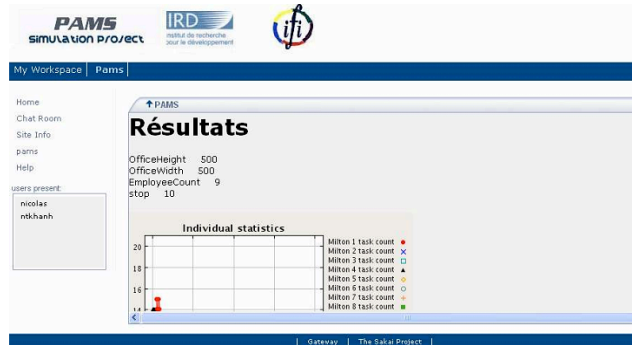 PAMS
SIMULATION PROJECT
IRD
Institut de recherche
pour le développement
ifi
My Workspace | Pams |
Home
Chat Room
Site Info
pams
Help
users present:
nicolas
ntkhanh
PAMS
Résultats
OfficeHeight 500
OfficeWidth 500
EmployeeCount 9
stop 10
Individual statistics
20
18
16
14
Milton 1 task count
Milton 2 task count
Milton 3 task count
Milton 4 task count
Milton 5 task count
Milton 6 task count
Milton 7 task count
Milton 8 task count
| Gateway | The Sakai Project |